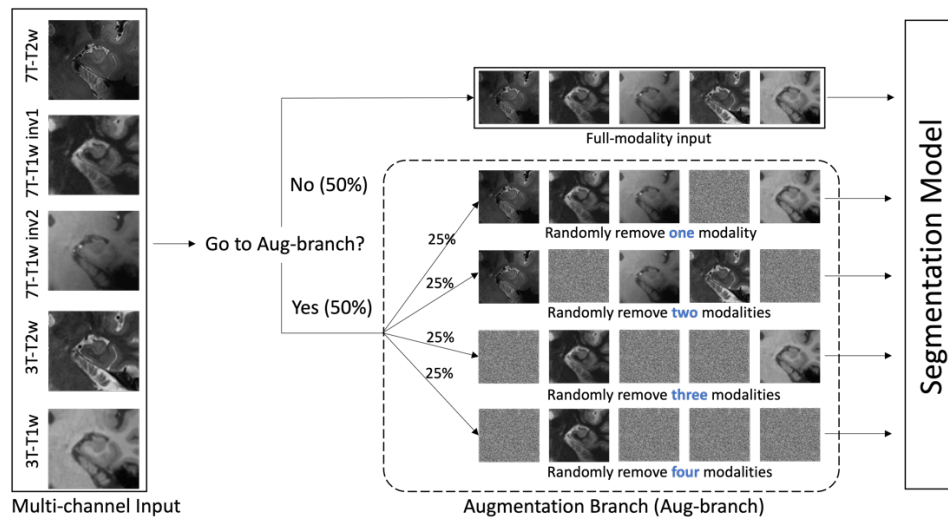 7T-T2w
7T-T1w inv1
7T-T1w inv2
3T-T2w
3T-T1w
Multi-channel Input
Go to Aug-branch?
No (50%)
Yes (50%)
25%
25%
25%
25%
Full-modality input
Randomly remove one modality
Randomly remove two modalities
Randomly remove three modalities
Randomly remove four modalities
Augmentation Branch (Aug-branch)
Segmentation Model